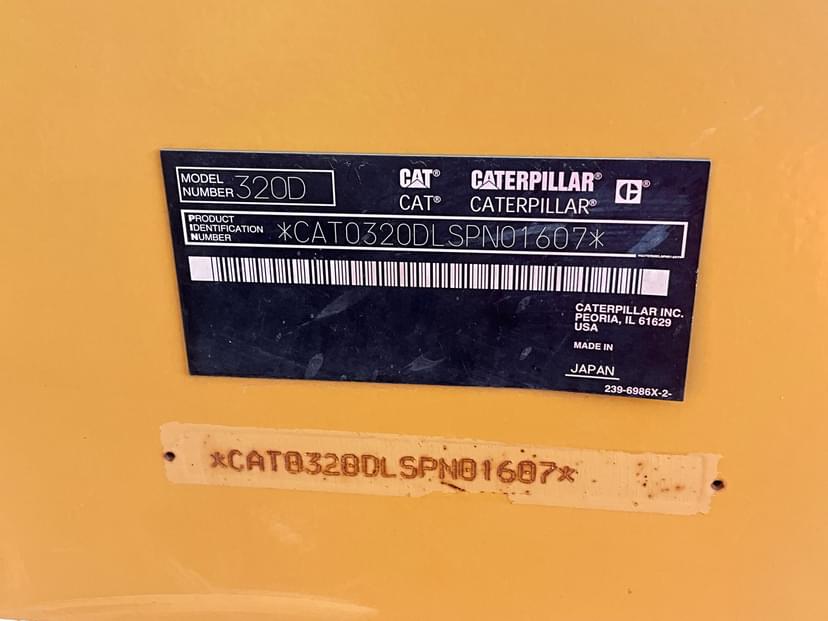 MODEL NUMBER 320D
CAT® CATERPILLAR® C®
CAT® CATERPILLAR®
PRODUCT IDENTIFICATION NUMBER *CAT0320DLSPN01607*
CATERPILLAR INC.
PEORIA, IL 61629
USA
MADE IN
JAPAN
239-6986X-2-
*CAT0320DLSPN01607*